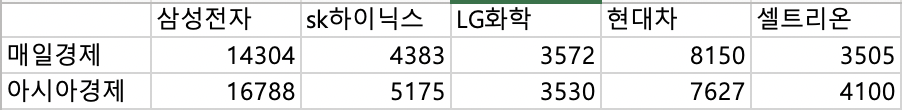 삼성전자 sk하이닉스 LG화학 현대차 셀트리온
매일경제 14304 4383 3572 8150 3505
아시아경제 16788 5175 3530 7627 4100